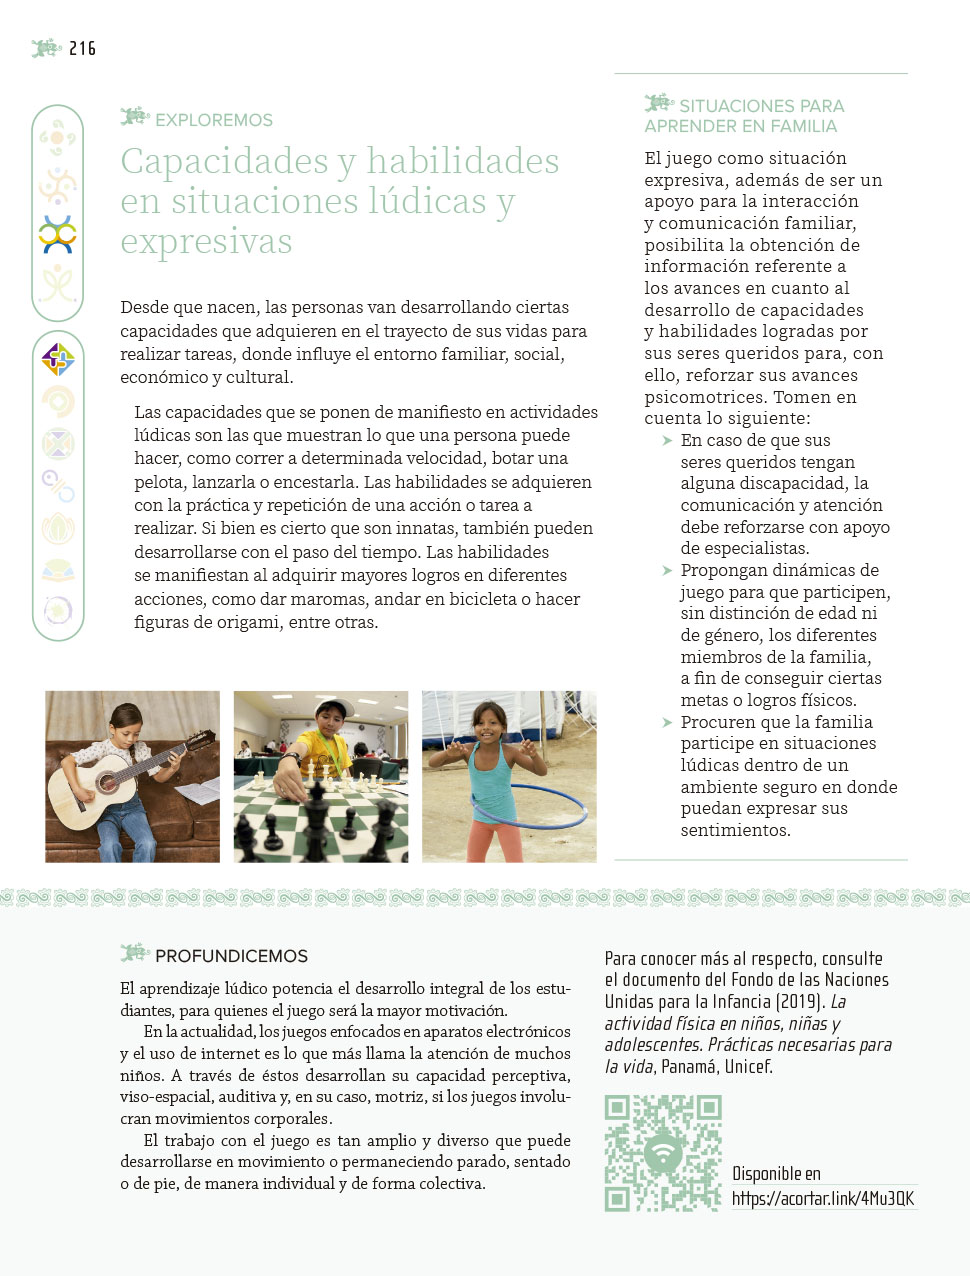 216
EXPLOREMOS
Capacidades y habilidades
en situaciones lúdicas y
expresivas
Desde que nacen, las personas van desarrollando ciertas
capacidades que adquieren en el trayecto de sus vidas para
realizar tareas, donde influye el entorno familiar, social,
económico y cultural.
Las capacidades que se ponen de manifiesto en actividades
lúdicas son las que muestran lo que una persona puede
hacer, como correr a determinada velocidad, botar una
pelota, lanzarla o encestarla. Las habilidades se adquieren
con la práctica y repetición de una acción o tarea a
realizar. Si bien es cierto que son innatas, también pueden
desarrollarse con el paso del tiempo. Las habilidades
se manifiestan al adquirir mayores logros en diferentes
acciones, como dar maromas, andar en bicicleta o hacer
figuras de origami, entre otras.
SITUACIONES PARA
APRENDER EN FAMILIA
El juego como situación
expresiva, además de ser un
apoyo para la interacción
y comunicación familiar,
posibilita la obtención de
información referente a
los avances en cuanto al
desarrollo de capacidades
y habilidades logradas por
sus seres queridos para, con
ello, reforzar sus avances
psicomotrices. Tomen en
cuenta lo siguiente:
➤ En caso de que sus
seres queridos tengan
alguna discapacidad, la
comunicación y atención
debe reforzarse con apoyo
de especialistas.
➤ Propongan dinámicas de
juego para que participen,
sin distinción de edad ni
de género, los diferentes
miembros de la familia,
a fin de conseguir ciertas
metas o logros físicos.
➤ Procuren que la familia
participe en situaciones
lúdicas dentro de un
ambiente seguro en donde
puedan expresar sus
sentimientos.
PROFUNDICEMOS
El aprendizaje lúdico potencia el desarrollo integral de los estu-
diantes, para quienes el juego será la mayor motivación.
En la actualidad, los juegos enfocados en aparatos electrónicos
y el uso de internet es lo que más llama la atención de muchos
niños. A través de éstos desarrollan su capacidad perceptiva,
viso-espacial, auditiva y, en su caso, motriz, si los juegos involu-
cran movimientos corporales.
El trabajo con el juego es tan amplio y diverso que puede
desarrollarse en movimiento o permaneciendo parado, sentado
o de pie, de manera individual y de forma colectiva.
Para conocer más al respecto, consulte
el documento del Fondo de las Naciones
Unidas para la Infancia (2019). La
actividad física en niños, niñas y
adolescentes. Prácticas necesarias para
la vida, Panamá, Unicef.
Disponible en
https://acortar.link/4Mu3QK